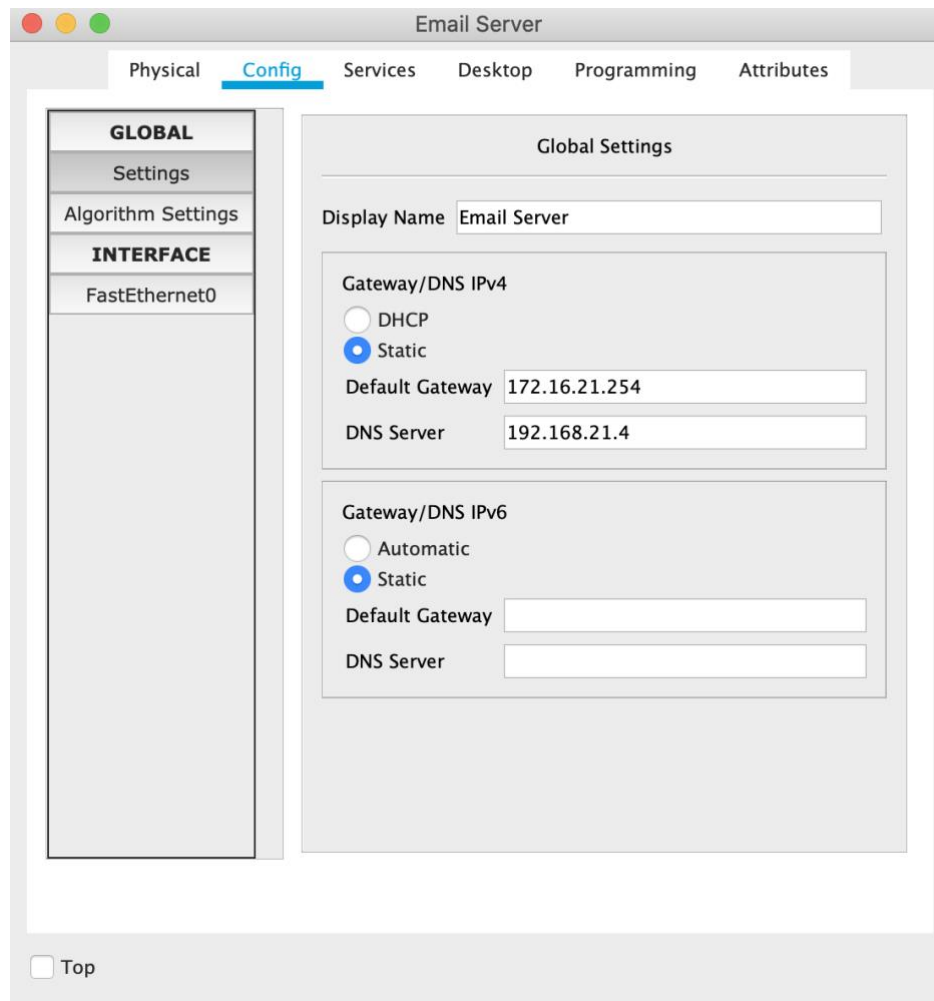 Email Server
Physical Config Services Desktop Programming Attributes
GLOBAL
Settings
Algorithm Settings
INTERFACE
FastEthernet0
Global Settings
Display Name Email Server
Gateway/DNS IPv4
DHCP
Static
Default Gateway 172.16.21.254
DNS Server 192.168.21.4
Gateway/DNS IPv6
Automatic
Static
Default Gateway
DNS Server
Top